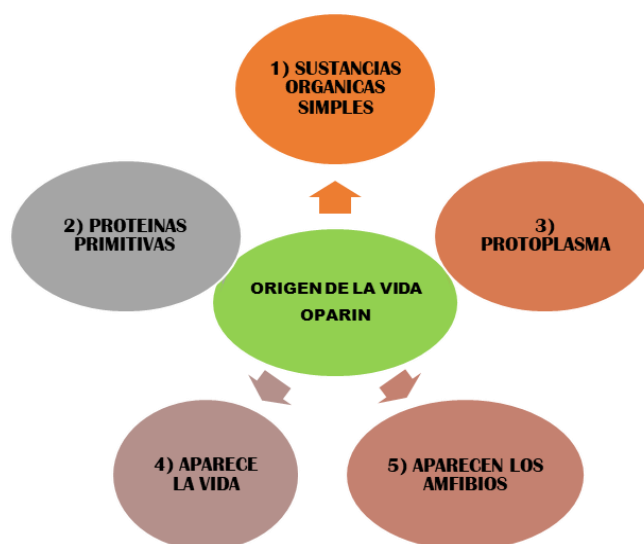 1) SUSTANCIAS
ORGANICAS
SIMPLES
2) PROTEINAS
PRIMITIVAS
3)
PROTOPLASMA
ORIGEN DE LA VIDA
OPARIN
4) APARECE
LA VIDA
5) APARECEN LOS
AMFIBIOS